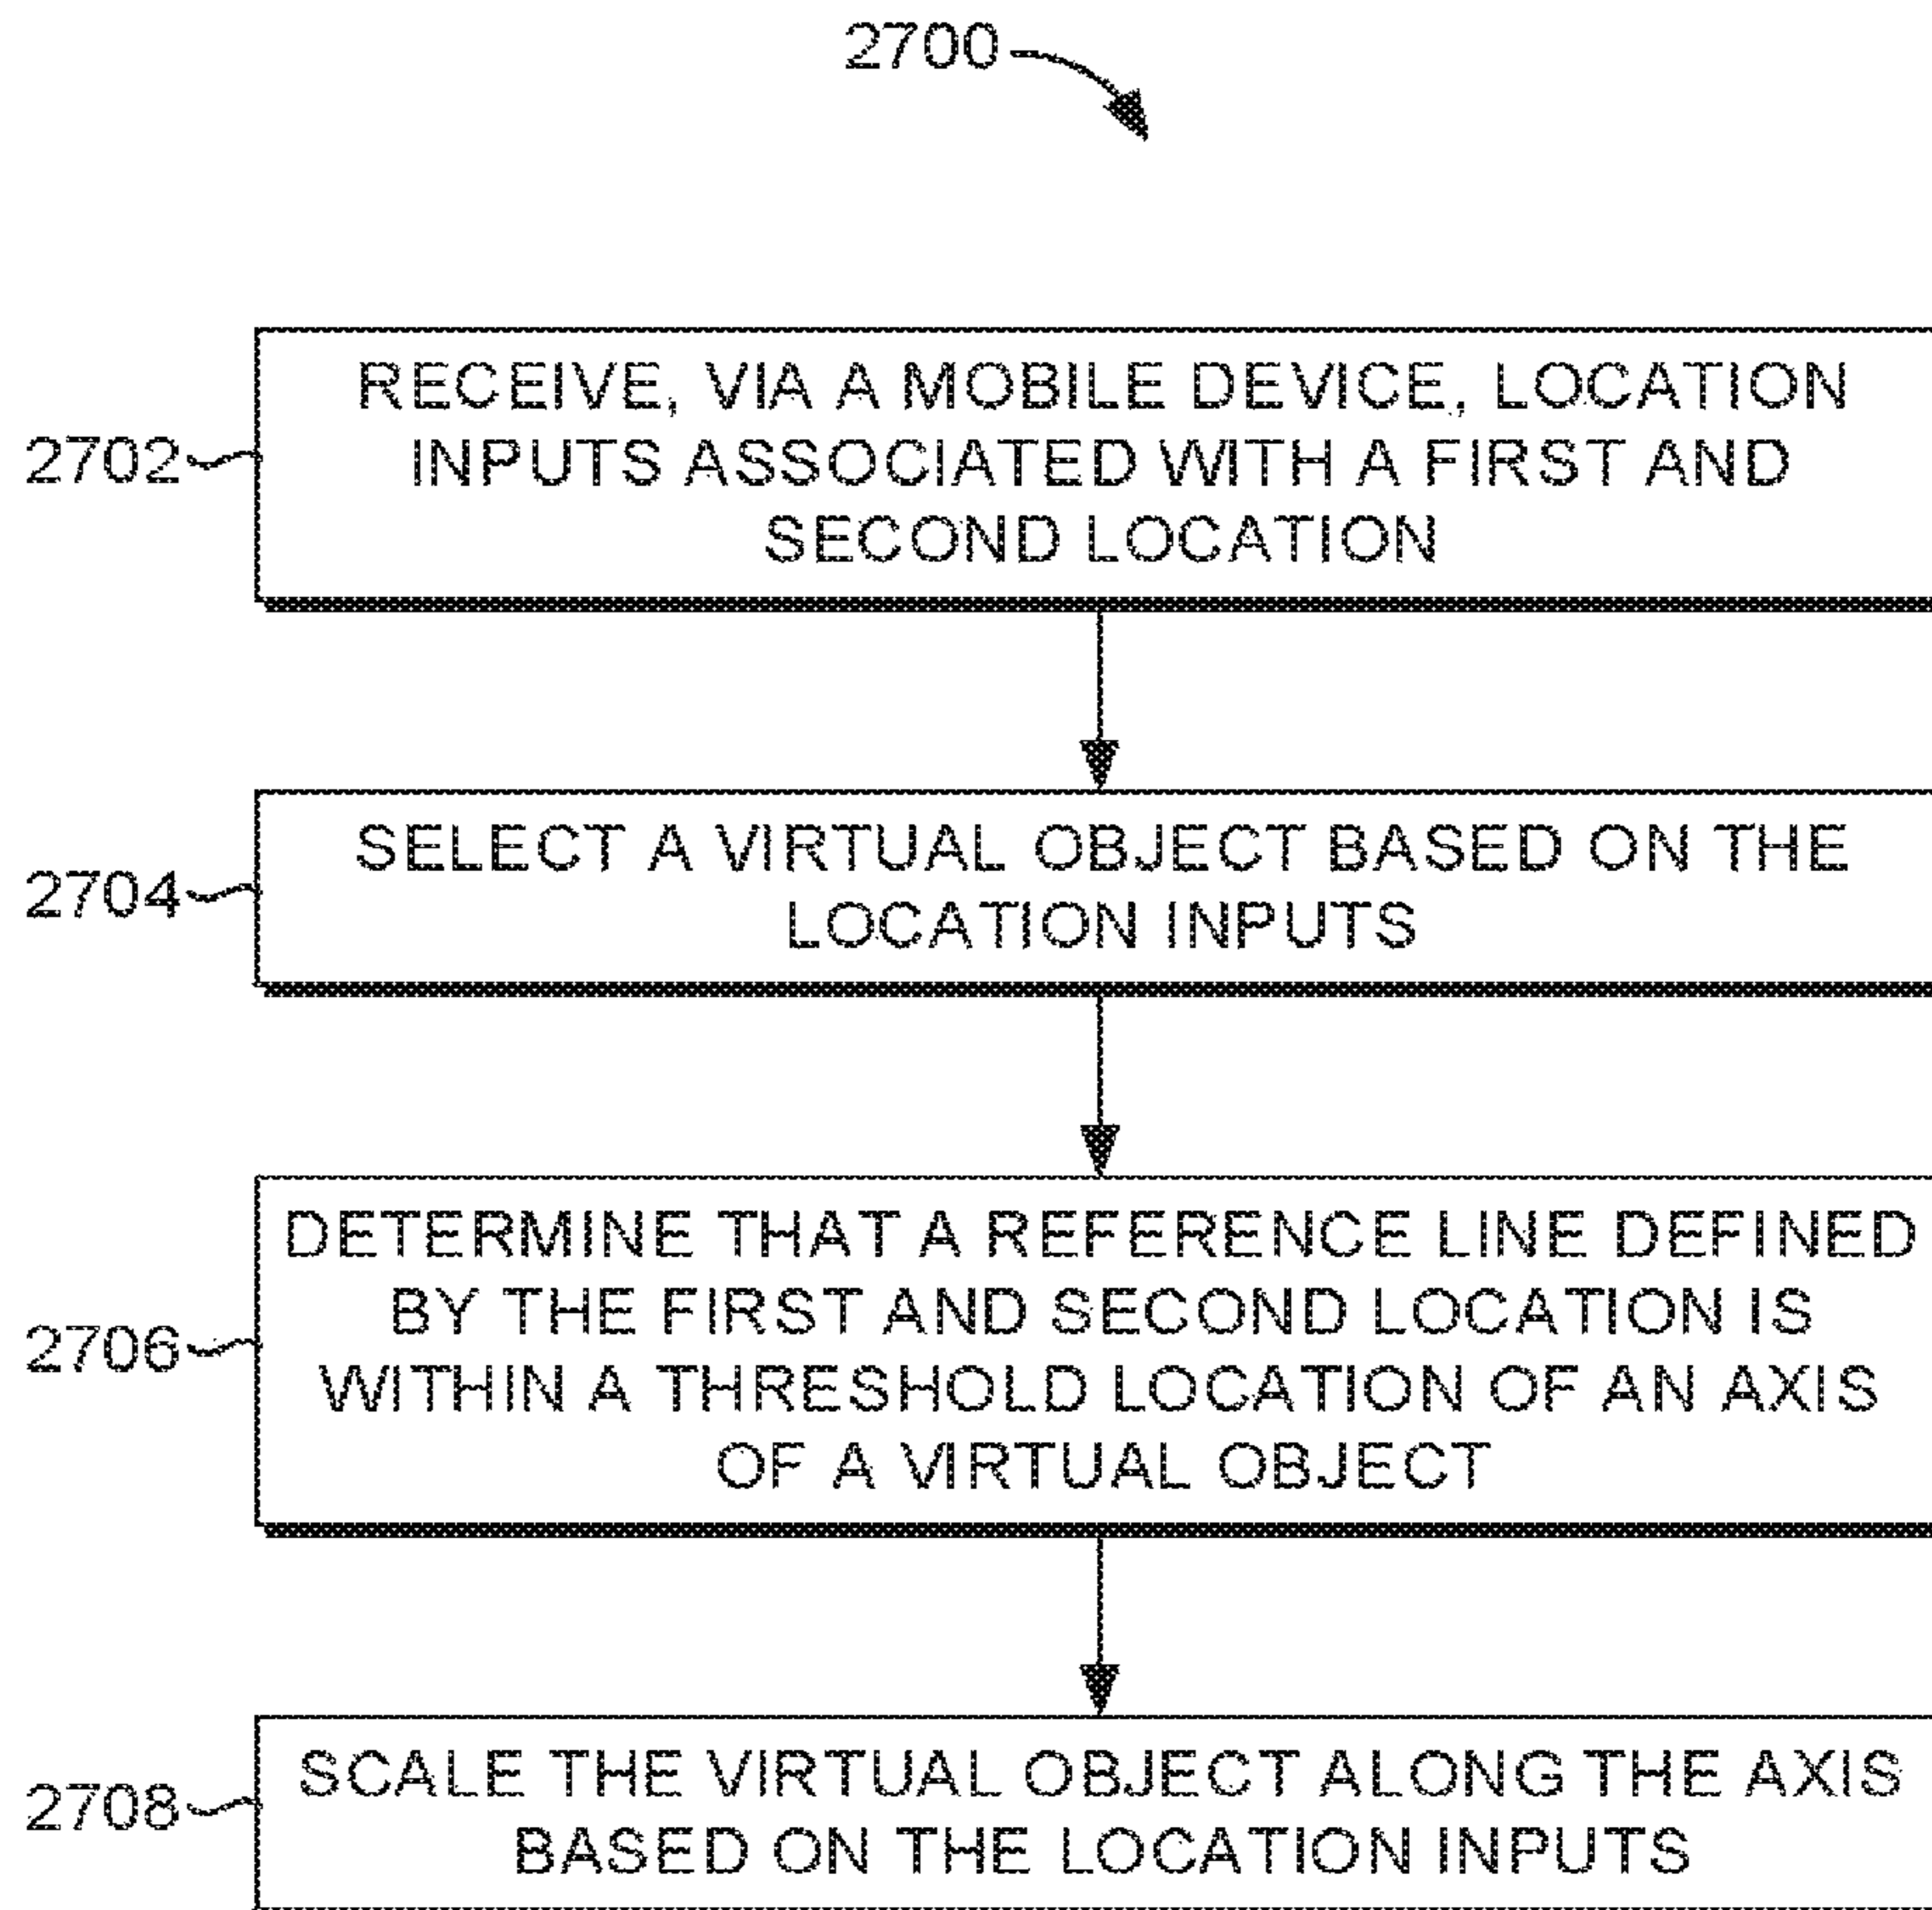 2700
2702
RECEIVE, VIA A MOBILE DEVICE, LOCATION
INPUTS ASSOCIATED WITH A FIRST AND
SECOND LOCATION
2704
SELECT A VIRTUAL OBJECT BASED ON THE
LOCATION INPUTS
2706
DETERMINE THAT A REFERENCE LINE DEFINED
BY THE FIRST AND SECOND LOCATION IS
WITHIN A THRESHOLD LOCATION OF AN AXIS
OF A VIRTUAL OBJECT
2708
SCALE THE VIRTUAL OBJECT ALONG THE AXIS
BASED ON THE LOCATION INPUTS